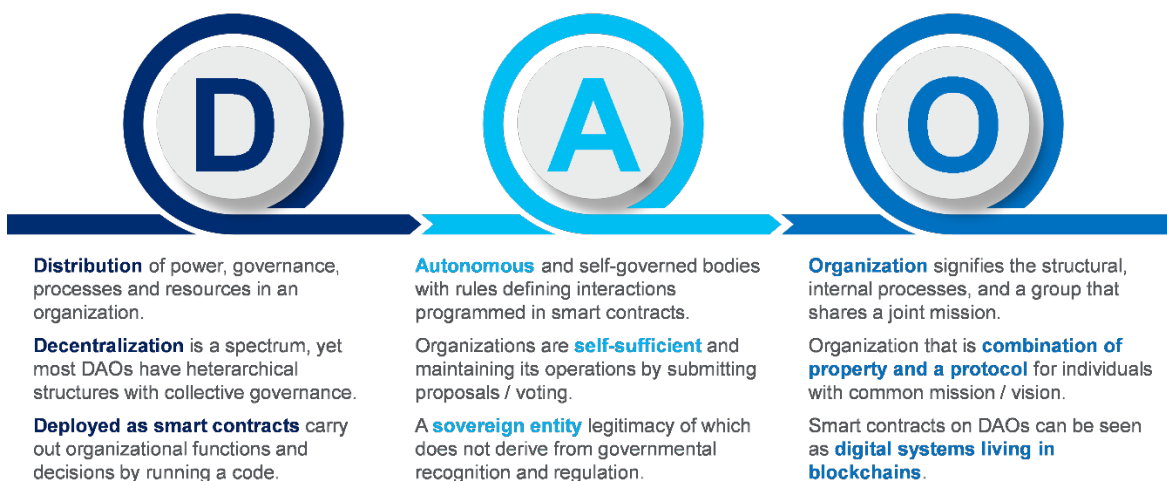 D
A
O
Distribution of power, governance,
processes and resources in an
organization.
Decentralization is a spectrum, yet
most DAOs have heterarchical
structures with collective governance.
Deployed as smart contracts carry
out organizational functions and
decisions by running a code.
Autonomous and self-governed bodies
with rules defining interactions
programmed in smart contracts.
Organizations are self-sufficient and
maintaining its operations by submitting
proposals / voting.
A sovereign entity legitimacy of which
does not derive from governmental
recognition and regulation.
Organization signifies the structural,
internal processes, and a group that
shares a joint mission.
Organization that is combination of
property and a protocol for individuals
with common mission / vision.
Smart contracts on DAOs can be seen
as digital systems living in
blockchains.